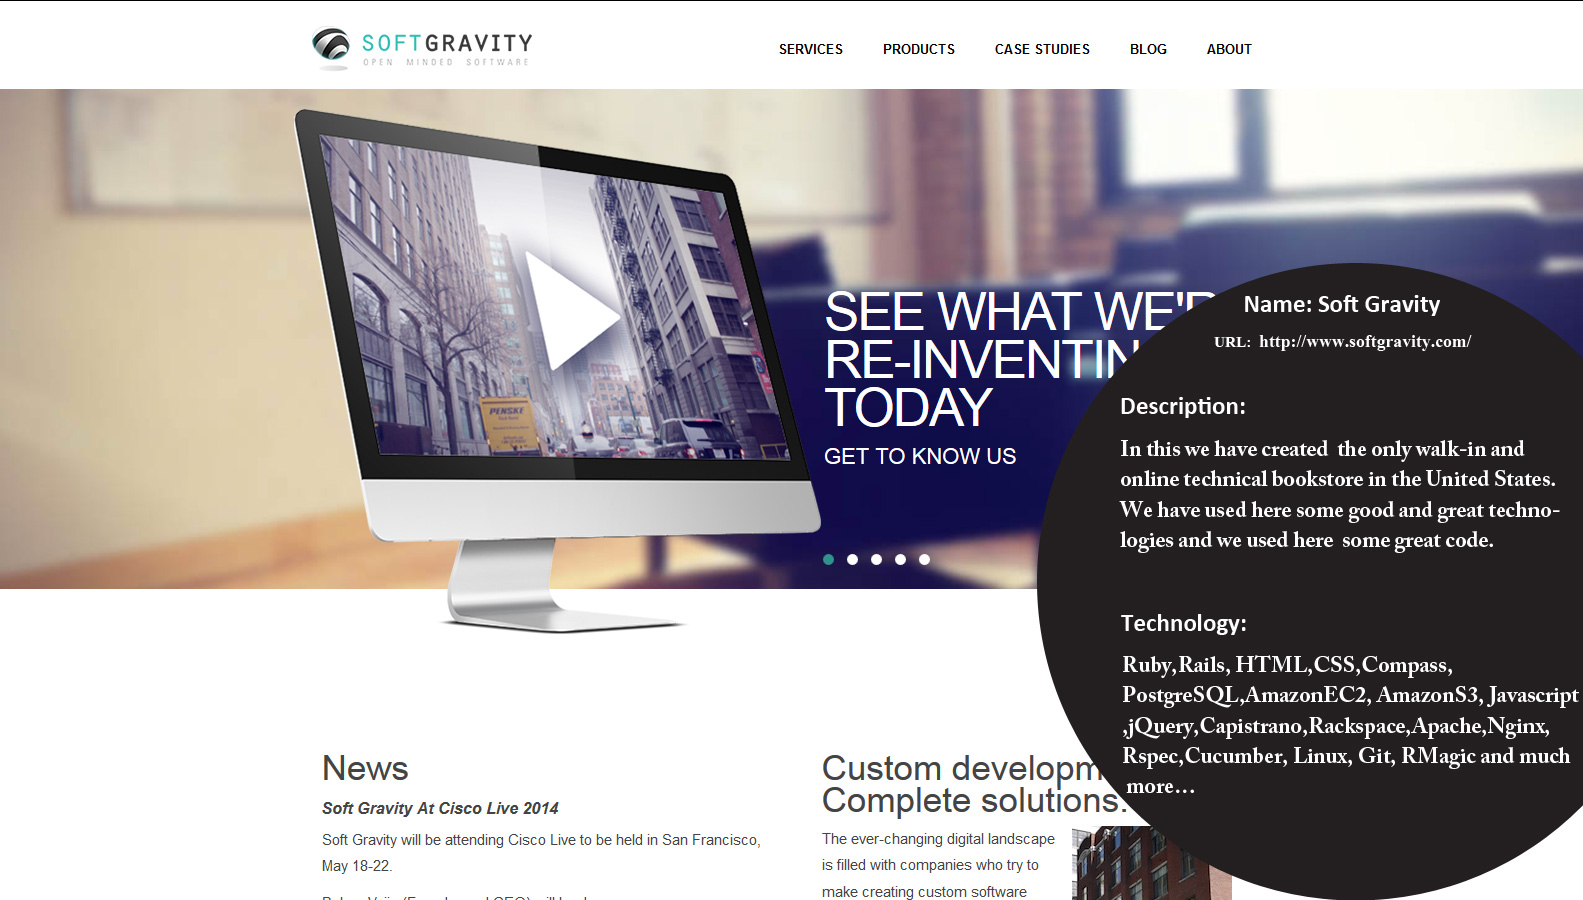 SOFTGRAVITY
OPEN MINDED SOFTWARE
SERVICES PRODUCTS CASE STUDIES BLOG ABOUT
PENSKE
SEE WHAT WE'R
RE-INVENTIN
TODAY
GET TO KNOW US
Name: Soft Gravity
URL: http://www.softgravity.com/
Description:
In this we have created the only walk-in and
online technical bookstore in the United States.
We have used here some good and great techno-
logies and we used here some great code.
Technology:
Ruby,Rails, HTML,CSS,Compass,
PostgreSQL,AmazonEC2, AmazonS3, Javascript
,jQuery,Capistrano,Rackspace,Apache,Nginx,
Rspec,Cucumber, Linux, Git, RMagic and much
more...
News
Soft Gravity At Cisco Live 2014
Soft Gravity will be attending Cisco Live to be held in San Francisco,
May 18-22.
Custom developm
Complete solutions.
The ever-changing digital landscape
is filled with companies who try to
make creating custom software